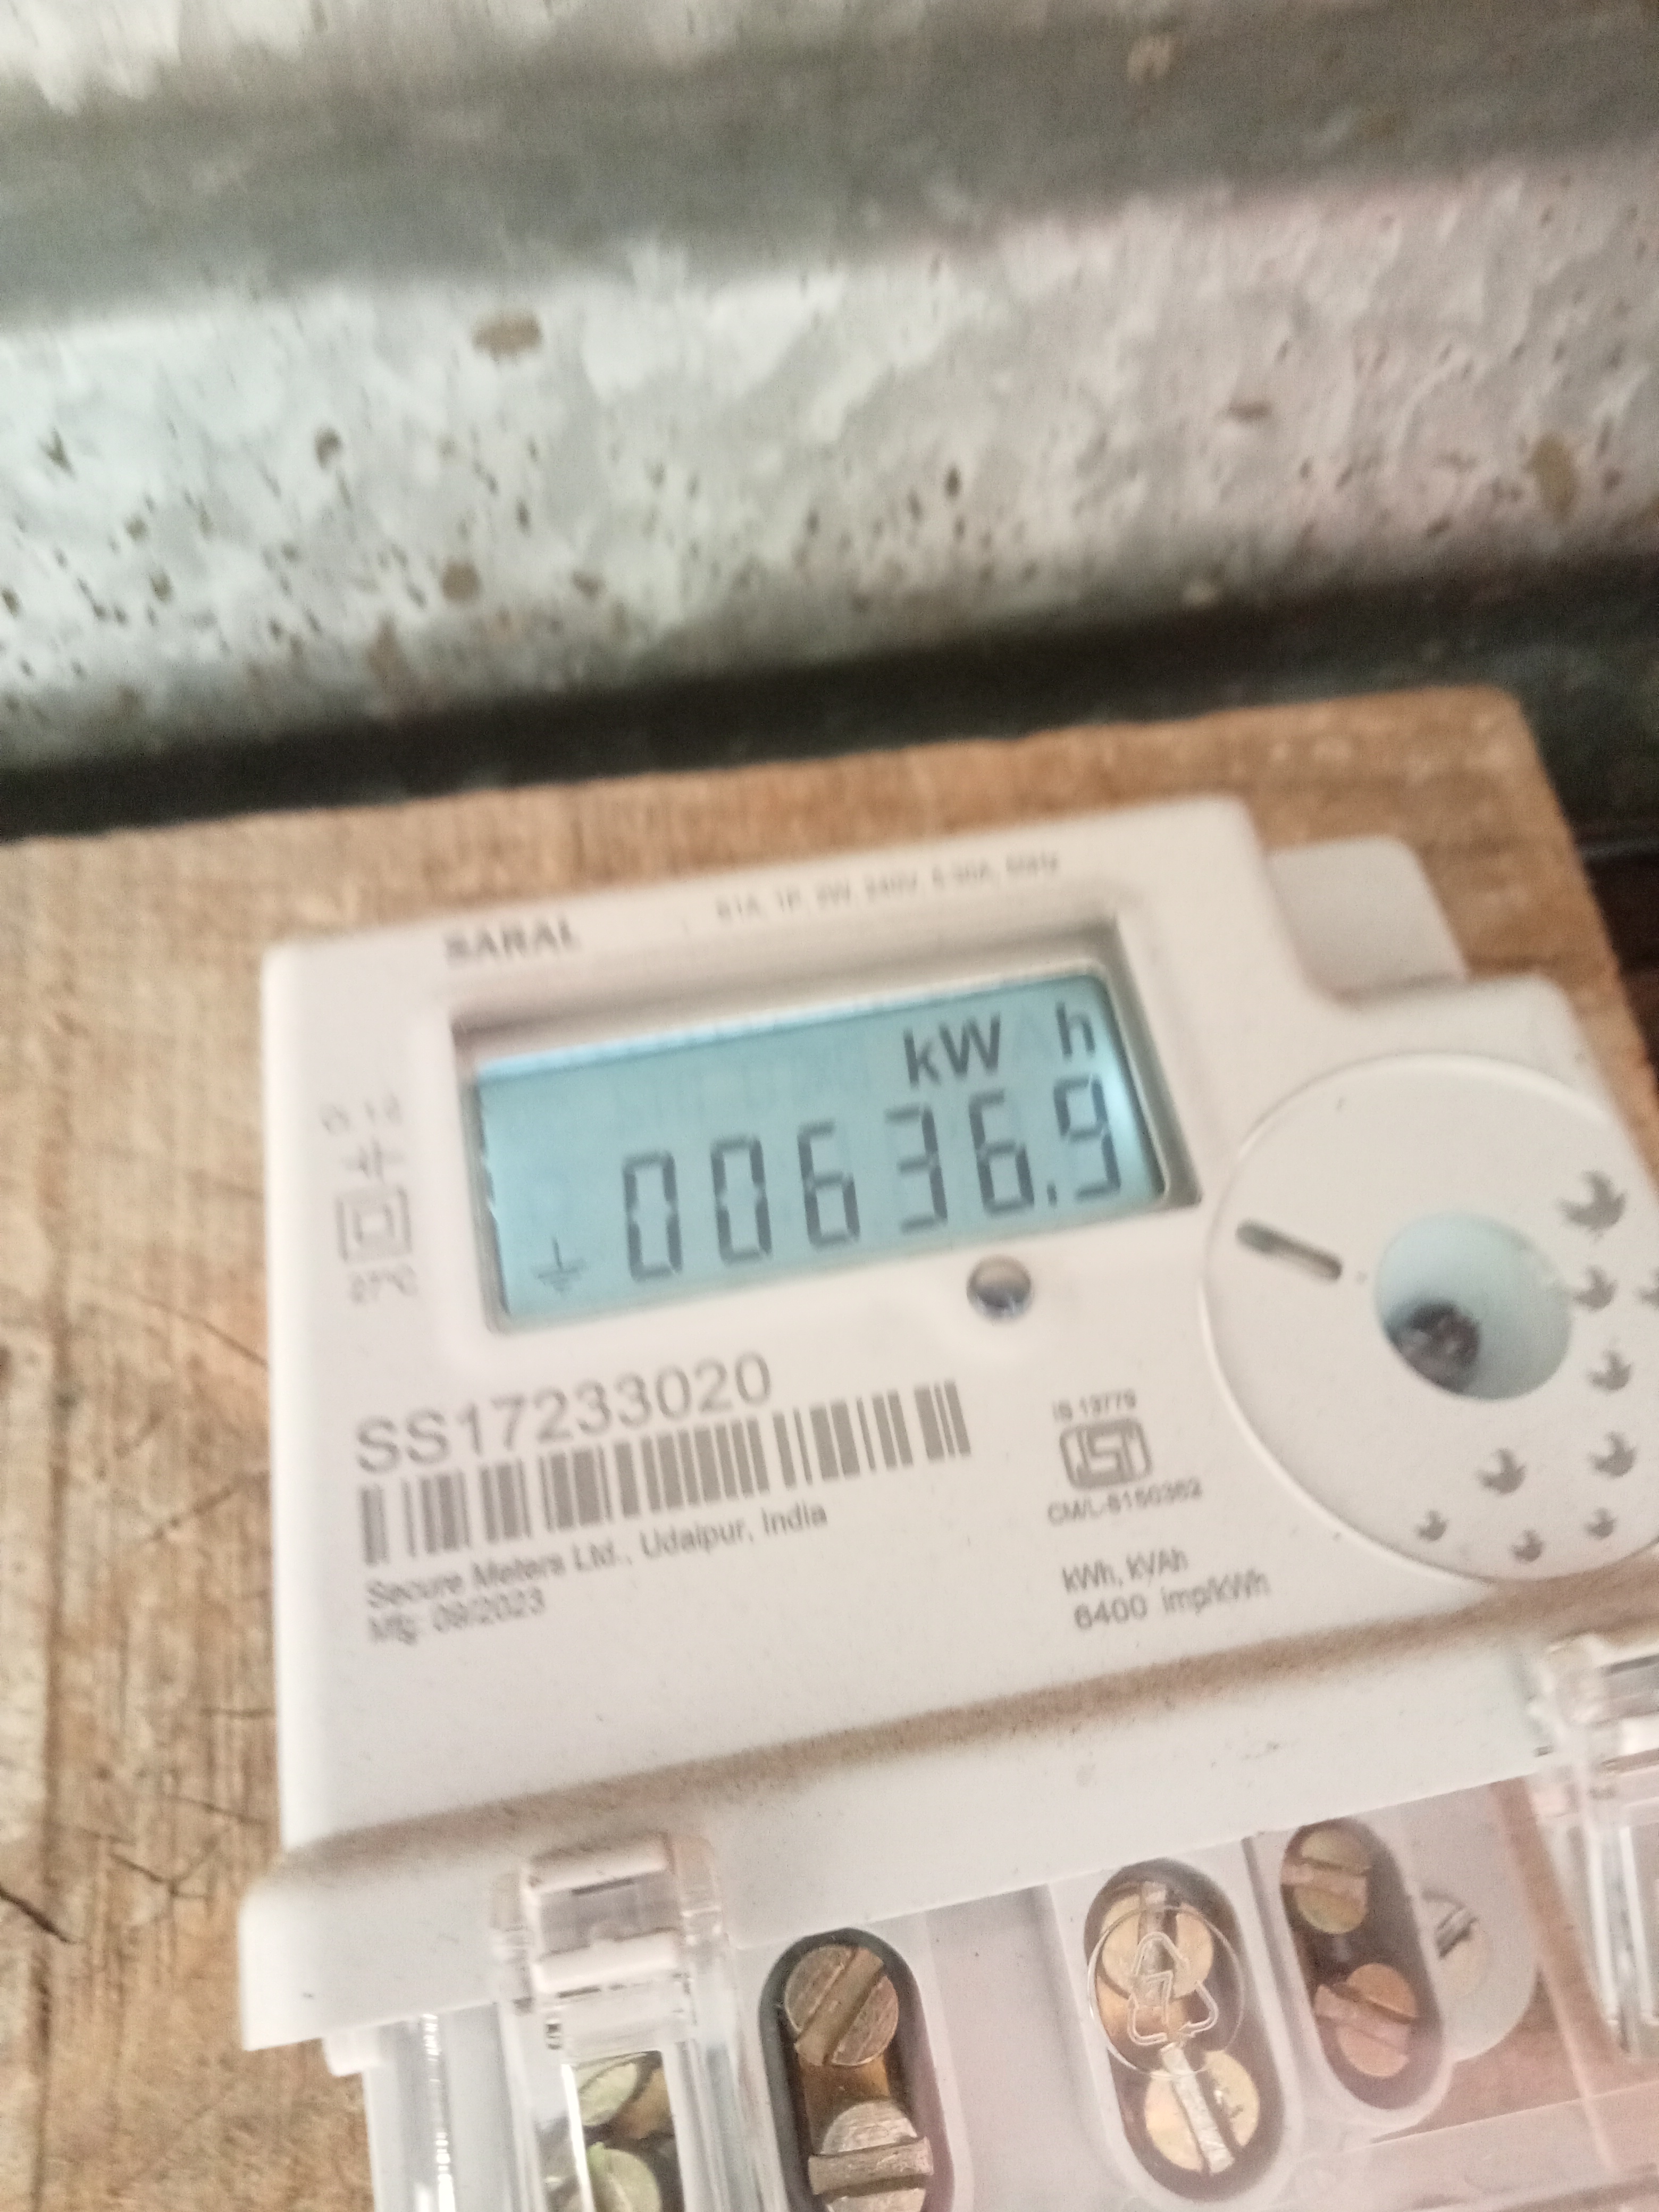 SARAL
kW h
00636.9
27°C
SS17233020
Secure Meters Ltd., Udaipur, India
Mfg: 09/2023
IS 13779
ISI
CM/L-6150362
kWh, kVAh
6400 imp/kWh